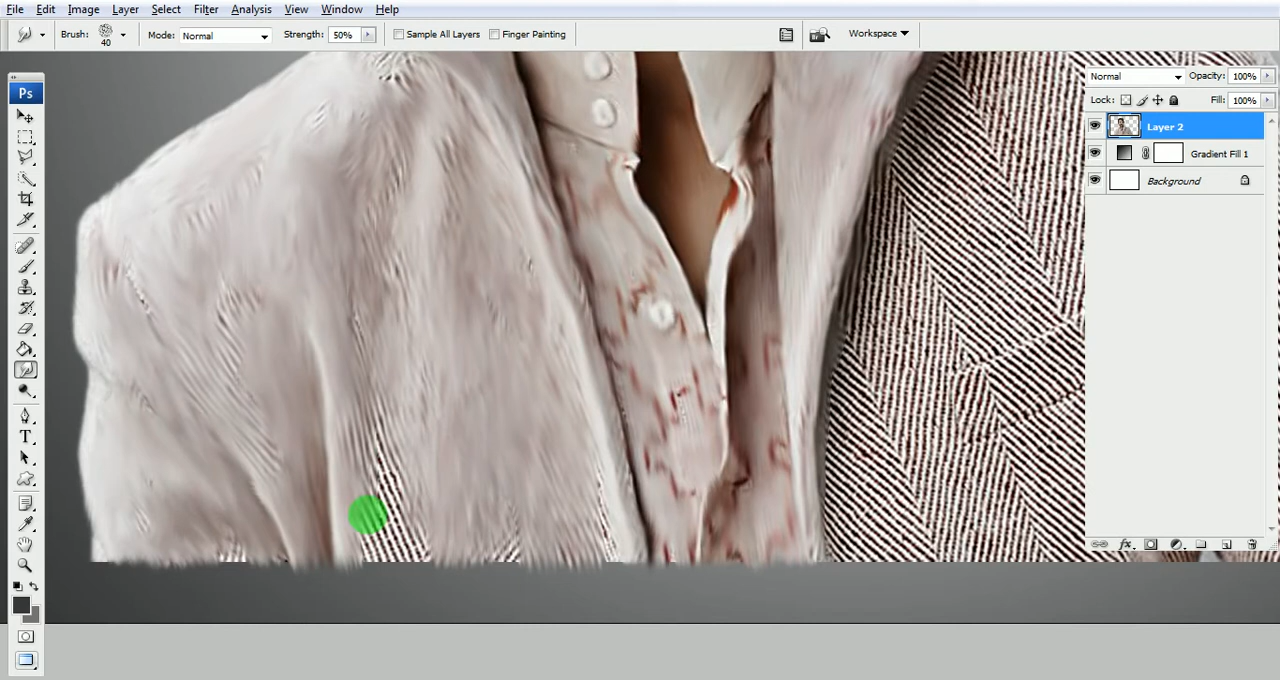 File Edit Image Layer Select Filter Analysis View Window Help
Brush: 40 Mode: Normal Strength: 50% Sample All Layers Finger Painting Workspace
Ps
Normal Opacity: 100%
Lock: Fill: 100%
Layer 2
Gradient Fill 1
Background
T
fx